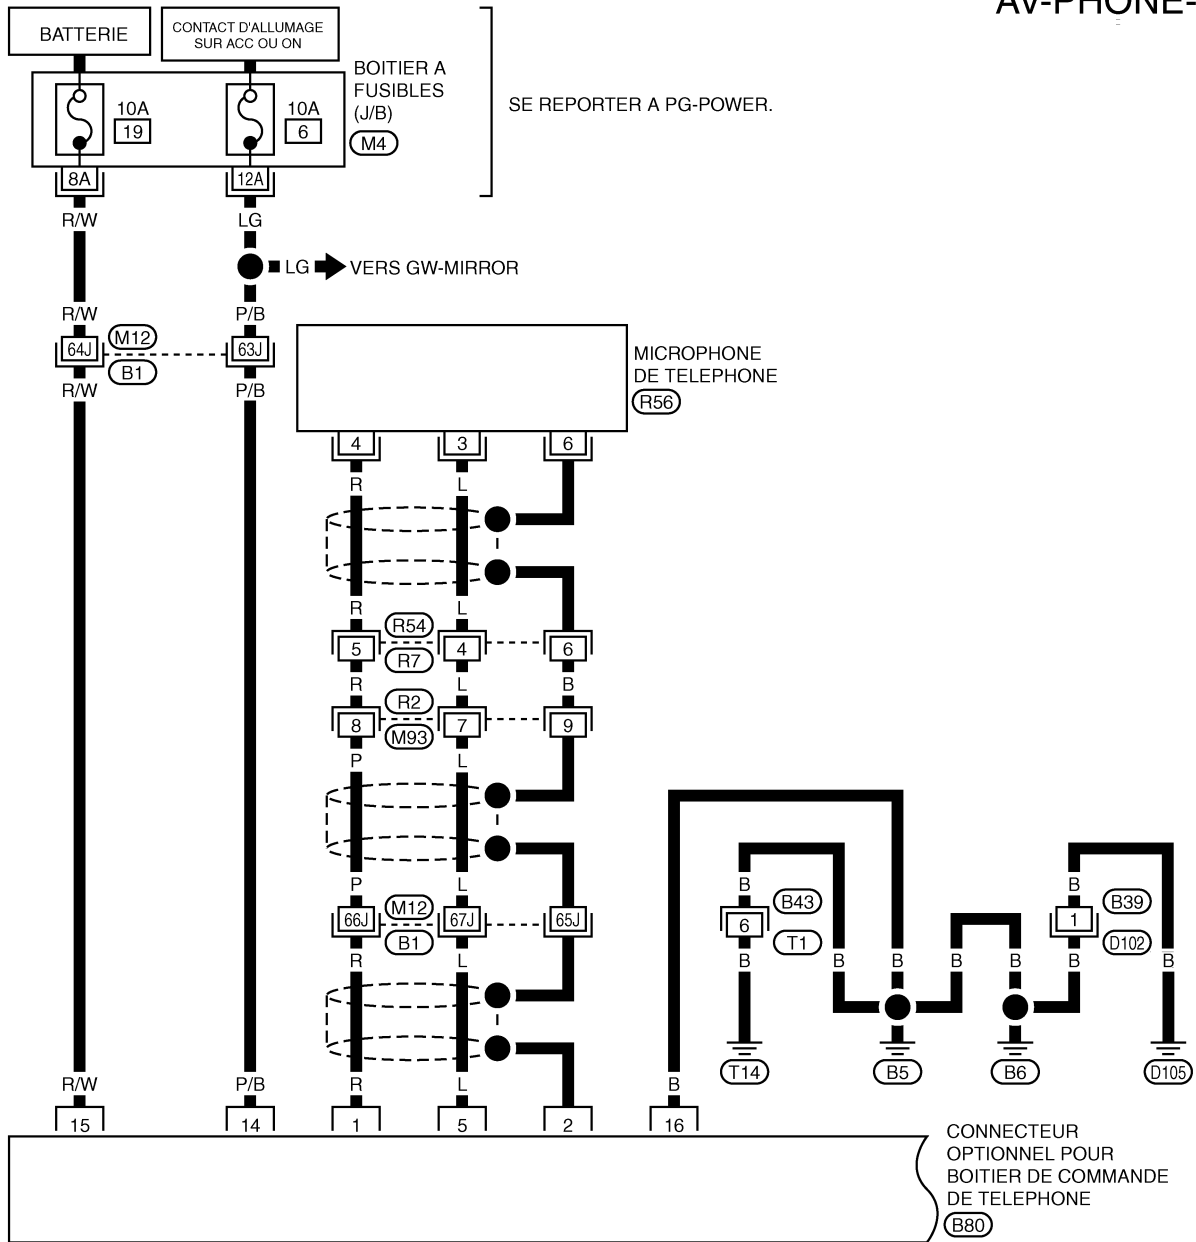 AV-PHONE-
BATTERIE
CONTACT D'ALLUMAGE
SUR ACC OU ON
BOITIER A
FUSIBLES
(J/B)
M4
10A
19
10A
6
SE REPORTER A PG-POWER.
8A
12A
R/W
LG
LG
VERS GW-MIRROR
R/W
P/B
64J
M12
B1
63J
R/W
P/B
MICROPHONE
DE TELEPHONE
R56
4
3
6
R
L
R
L
5
R54
R7
4
6
R
L
B
8
R2
M93
7
9
P
L
P
L
66J
M12
B1
67J
65J
R
L
B
6
B43
T1
B
B
B
B
B
B
1
B39
D102
B
B
T14
B5
B6
D105
R/W
P/B
R
L
B
15
14
1
5
2
16
CONNECTEUR
OPTIONNEL POUR
BOITIER DE COMMANDE
DE TELEPHONE
B80